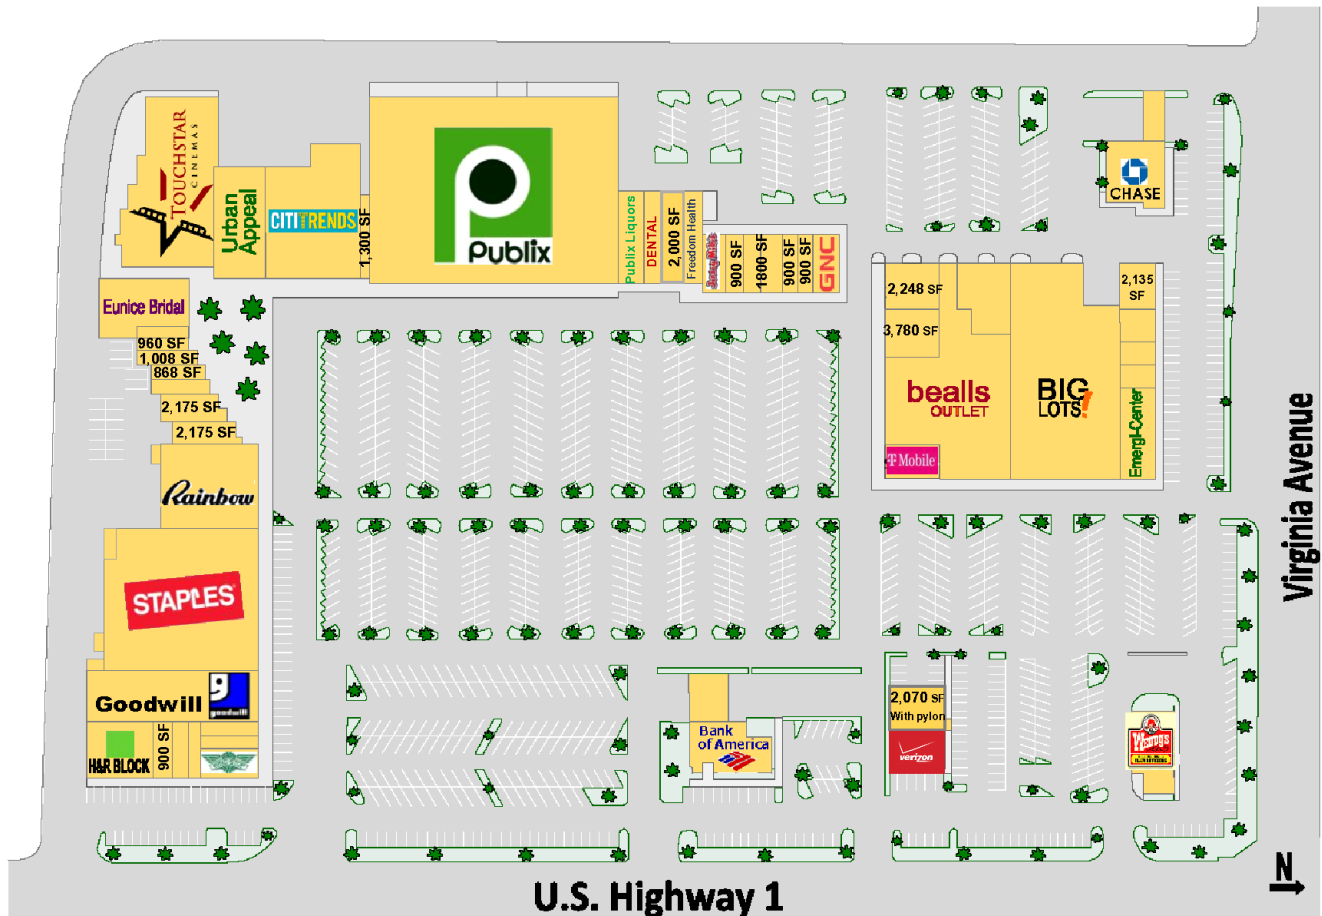 TOUCHSTAR
CINEMAS
Urban
Appeal
CITI TRENDS
1,300 SF
Publix
Publix Liquors
DENTAL
2,000 SF
Freedom Health
900 SF
1800 SF
900 SF
900 SF
GNC
CHASE
Eunice Bridal
960 SF
1,008 SF
868 SF
2,175 SF
2,175 SF
Rainbow
STAPLES
Goodwill
goodwill
H&R BLOCK
900 SF
2,248 SF
3,780 SF
bealls
OUTLET
T Mobile
BIG
LOTS!
2,135
SF
Emergi-Center
Bank
of America
2,070 SF
With pylon
verizon
Wendy's
Virginia Avenue
U.S. Highway 1
N